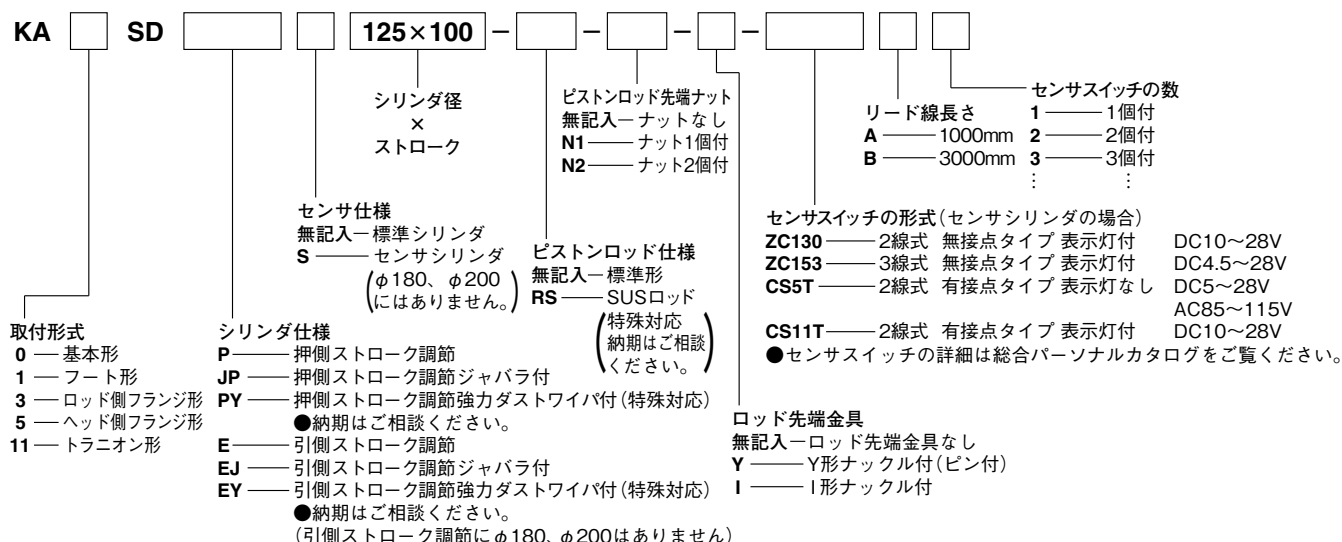 KA SD 125×100 － － － －
シリンダ径
×
ストローク
ピストンロッド先端ナット
無記入―ナットなし
N1――ナット1個付
N2――ナット2個付
リード線長さ
A――1000mm
B――3000mm
センサスイッチの数
1――1個付
2――2個付
3――3個付
⋮ ⋮
センサ仕様
無記入―標準シリンダ
S――センサシリンダ
(φ180、φ200
にはありません。)
ピストンロッド仕様
無記入―標準形
RS――SUSロッド
(特殊対応
納期はご相談
ください。)
センサスイッチの形式(センサシリンダの場合)
ZC130――2線式 無接点タイプ 表示灯付 DC10〜28V
ZC153――3線式 無接点タイプ 表示灯付 DC4.5〜28V
CS5T――2線式 有接点タイプ 表示灯なし DC5〜28V
AC85〜115V
CS11T――2線式 有接点タイプ 表示灯付 DC10〜28V
●センサスイッチの詳細は総合パーソナルカタログをご覧ください。
取付形式
0―基本形
1―フート形
3―ロッド側フランジ形
5―ヘッド側フランジ形
11―トラニオン形
シリンダ仕様
P――押側ストローク調節
JP――押側ストローク調節ジャバラ付
PY――押側ストローク調節強力ダストワイパ付(特殊対応)
●納期はご相談ください。
E――引側ストローク調節
EJ――引側ストローク調節ジャバラ付
EY――引側ストローク調節強力ダストワイパ付(特殊対応)
●納期はご相談ください。
(引側ストローク調節にφ180、φ200はありません)
ロッド先端金具
無記入―ロッド先端金具なし
Y――Y形ナックル付(ピン付)
I――I形ナックル付